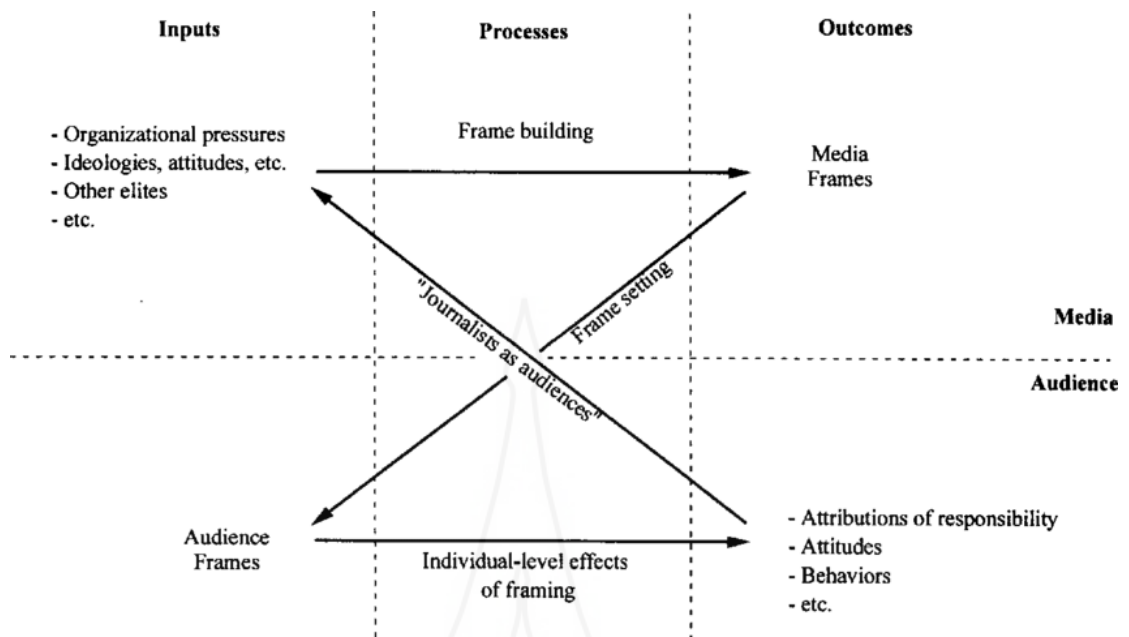 Inputs
Processes
Outcomes
- Organizational pressures
- Ideologies, attitudes, etc.
- Other elites
- etc.
Frame building
Media
Frames
"Journalists as audiences"
Frame setting
Media
Audience
Audience
Frames
Individual-level effects
of framing
- Attributions of responsibility
- Attitudes
- Behaviors
- etc.